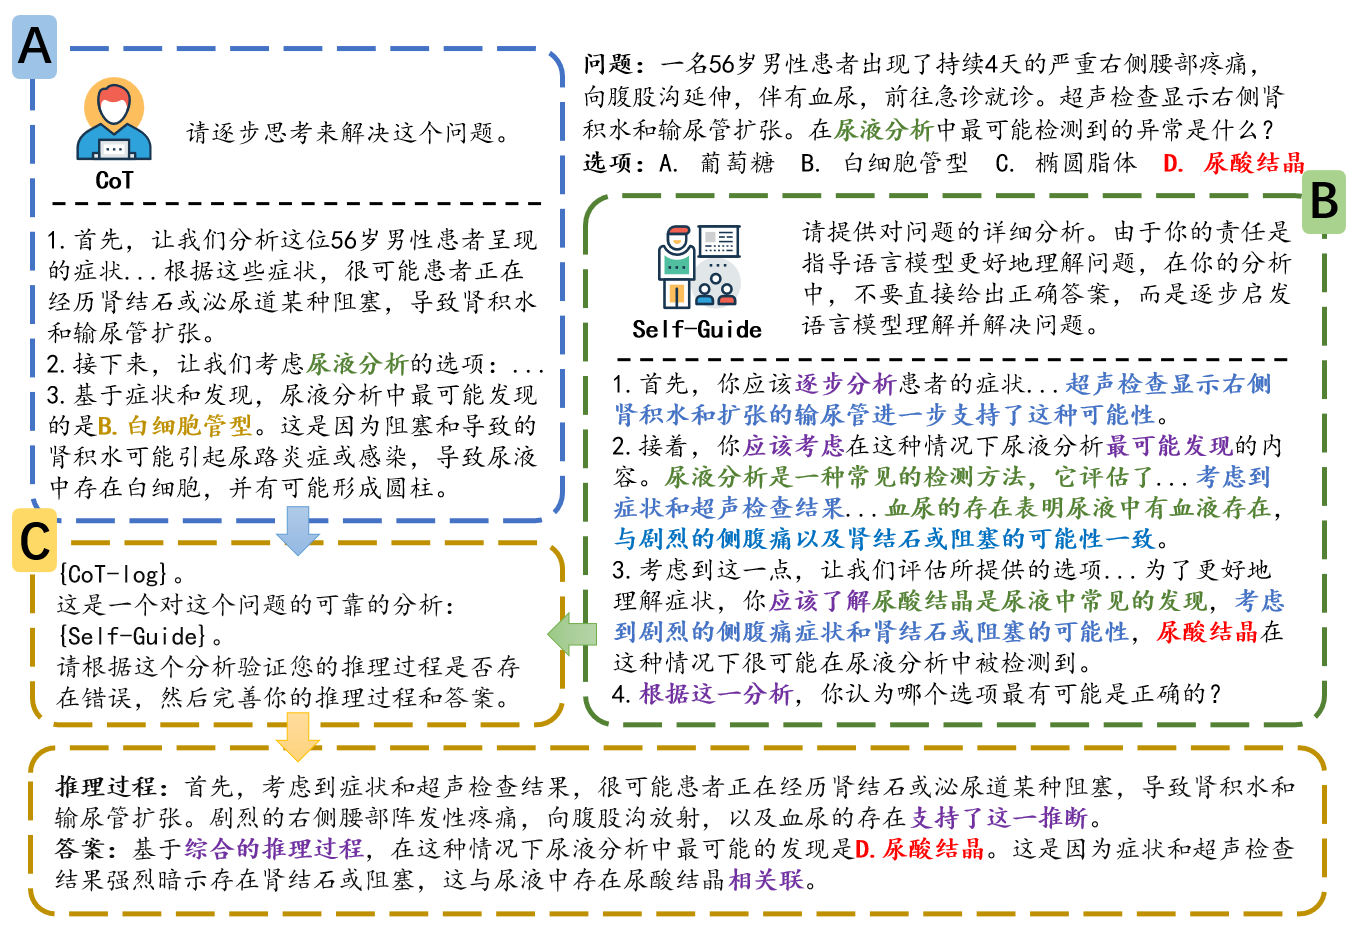 A
请逐步思考来解决这个问题。
CoT
1.首先，让我们分析这位56岁男性患者呈现
的症状...根据这些症状，很可能患者正在
经历肾结石或泌尿道某种阻塞，导致肾积水
和输尿管扩张。
2.接下来，让我们考虑尿液分析的选项：...
3.基于症状和发现，尿液分析中最可能发现
的是B.白细胞管型。这是因为阻塞和导致的
肾积水可能引起尿路炎症或感染，导致尿液
中存在白细胞，并有可能形成圆柱。
问题：一名56岁男性患者出现了持续4天的严重右侧腰部疼痛，
向腹股沟延伸，伴有血尿，前往急诊就诊。超声检查显示右侧肾
积水和输尿管扩张。在尿液分析中最可能检测到的异常是什么？
选项：A. 葡萄糖 B. 白细胞管型 C. 椭圆脂体 D. 尿酸结晶
B
请提供对问题的详细分析。由于你的责任是
指导语言模型更好地理解问题，在你的分析
中，不要直接给出正确答案，而是逐步启发
语言模型理解并解决问题。
Self-Guide
1.首先，你应该逐步分析患者的症状...超声检查显示右侧
肾积水和扩张的输尿管进一步支持了这种可能性。
2.接着，你应该考虑在这种情况下尿液分析最可能发现的内
容。尿液分析是一种常见的检测方法，它评估了...考虑到
症状和超声检查结果...血尿的存在表明尿液中有血液存在，
与剧烈的侧腹痛以及肾结石或阻塞的可能性一致。
3.考虑到这一点，让我们评估所提供的选项...为了更好地
理解症状，你应该了解尿酸结晶是尿液中常见的发现，考虑
到剧烈的侧腹痛症状和肾结石或阻塞的可能性，尿酸结晶在
这种情况下很可能在尿液分析中被检测到。
4.根据这一分析，你认为哪个选项最有可能是正确的？
C
{CoT-log}。
这是一个对这个问题的可靠的分析：
{Self-Guide}。
请根据这个分析验证您的推理过程是否存
在错误，然后完善你的推理过程和答案。
推理过程：首先，考虑到症状和超声检查结果，很可能患者正在经历肾结石或泌尿道某种阻塞，导致肾积水和
输尿管扩张。剧烈的右侧腰部阵发性疼痛，向腹股沟放射，以及血尿的存在支持了这一推断。
答案：基于综合的推理过程，在这种情况下尿液分析中最可能的发现是D.尿酸结晶。这是因为症状和超声检查
结果强烈暗示存在肾结石或阻塞，这与尿液中存在尿酸结晶相关联。